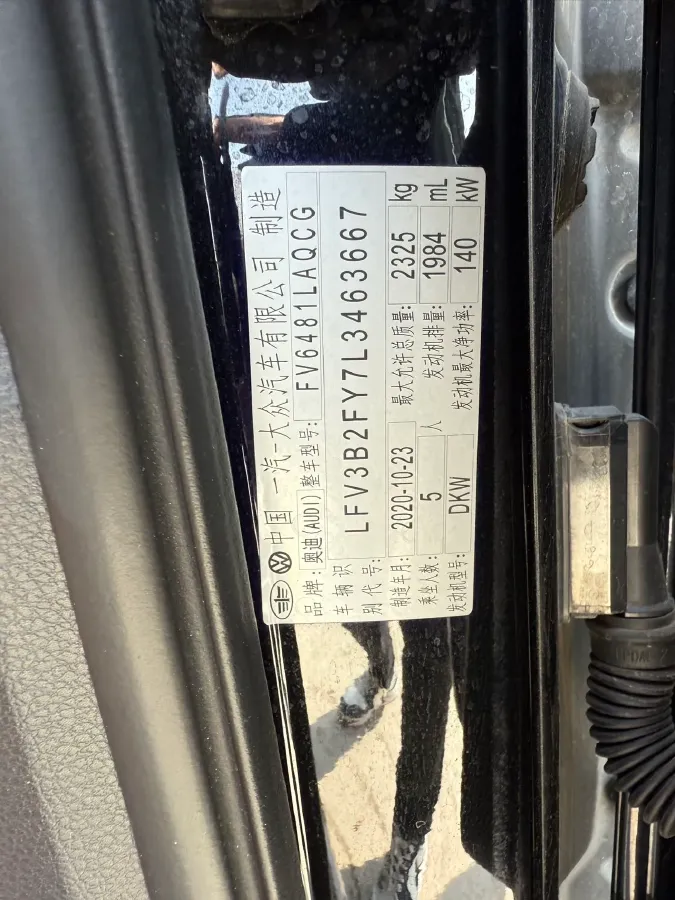 中国 一汽-大众汽车有限公司 制造
品牌: 奥迪(AUDI) 整车型号: FV6481LAQCG
车辆识别代号: LFV3B2FY7L3463667
制造年月: 2020-10-23 最大允许总质量: 2325 kg
乘坐人数: 5 人 发动机排量: 1984 mL
发动机型号: DKW 发动机最大净功率: 140 kW